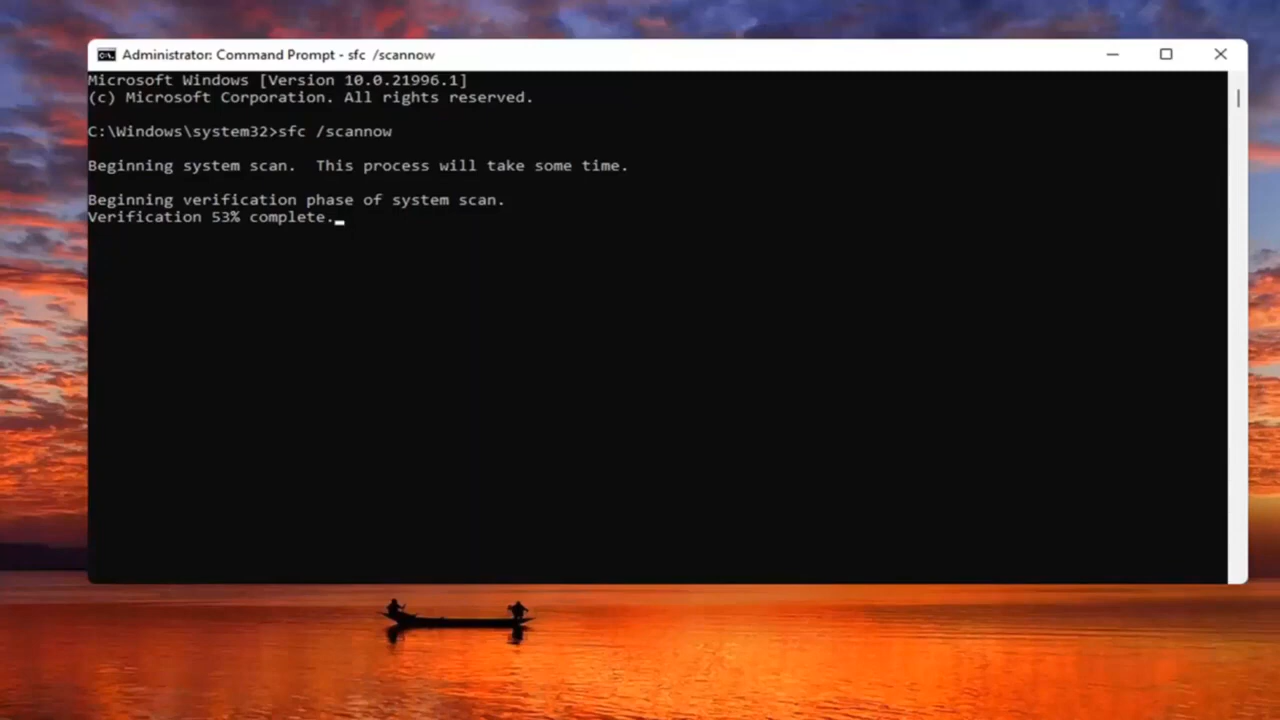 Administrator: Command Prompt - sfc /scannow
Microsoft Windows [Version 10.0.21996.1]
(c) Microsoft Corporation. All rights reserved.
C:\Windows\system32>sfc /scannow
Beginning system scan.  This process will take some time.
Beginning verification phase of system scan.
Verification 53% complete.